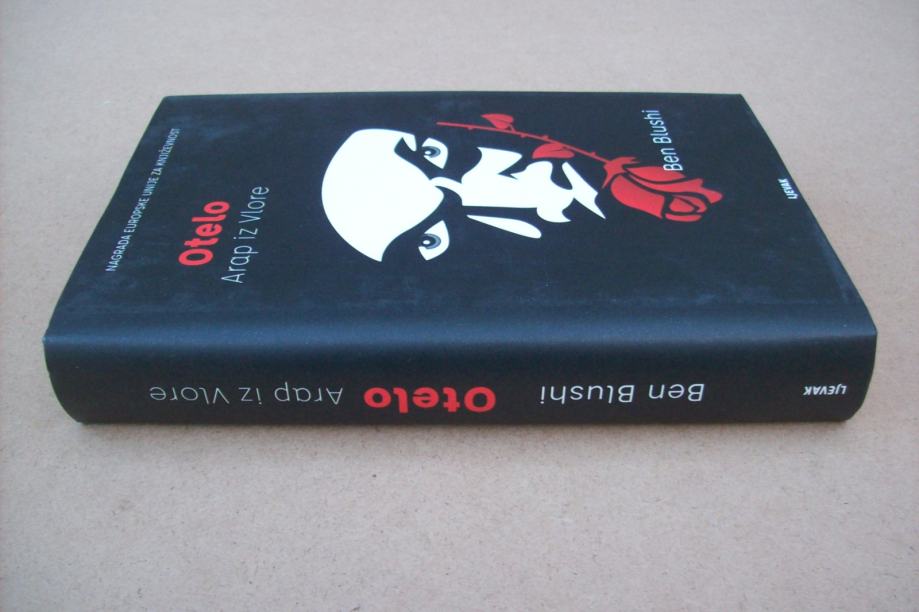 NAGRADA EUROPSKE UNIJE ZA KNJIŽEVNOST
Otelo
Arap iz Vlore
Ben Blushi
LJEVAK
LJEVAK
Ben Blushi
Otelo
Arap iz Vlore